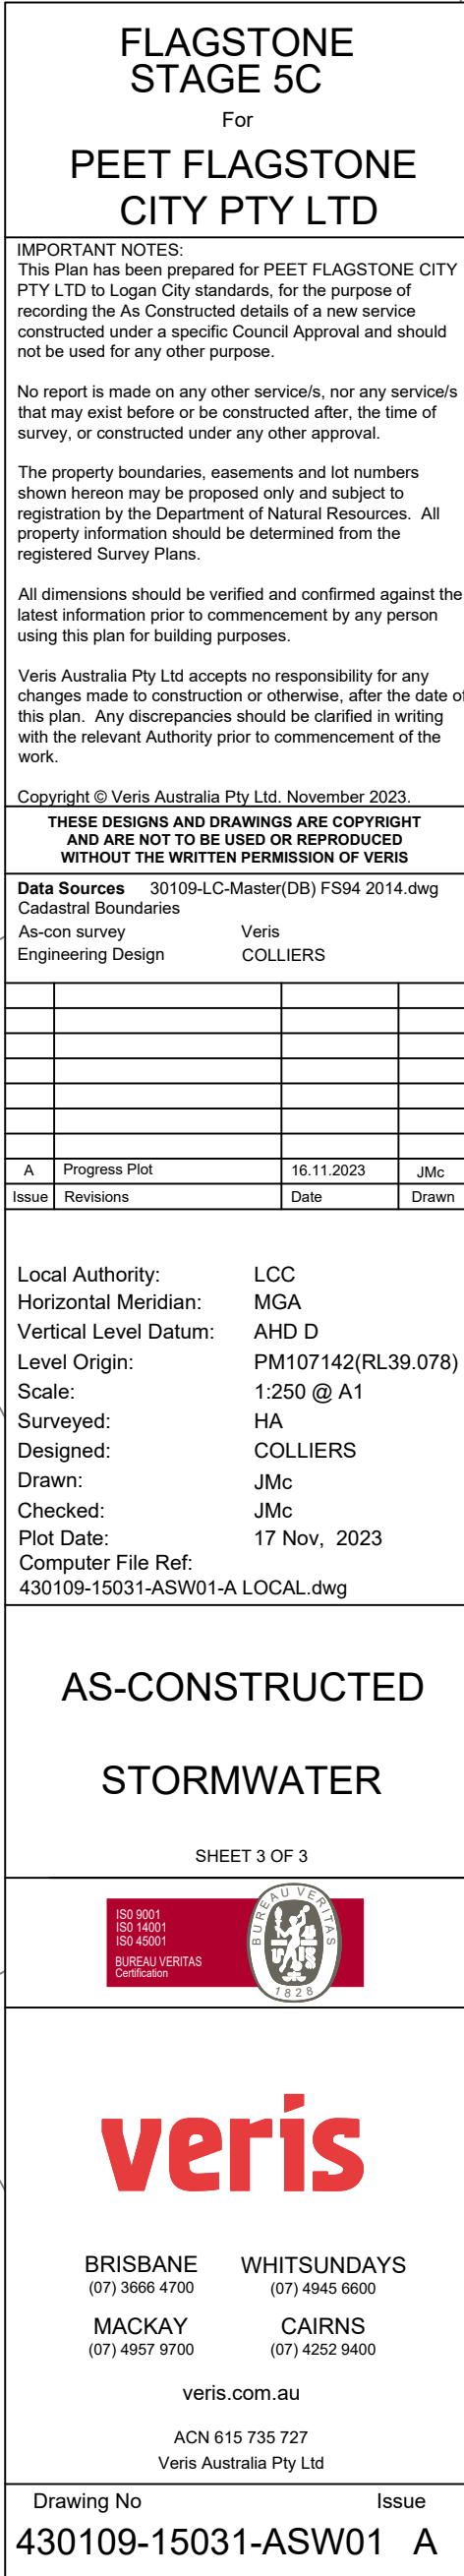 FLAGSTONE
STAGE 5C
For
PEET FLAGSTONE
CITY PTY LTD
IMPORTANT NOTES:
This Plan has been prepared for PEET FLAGSTONE CITY
PTY LTD to Logan City standards, for the purpose of
recording the As Constructed details of a new service
constructed under a specific Council Approval and should
not be used for any other purpose.
No report is made on any other service/s, nor any service/s
that may exist before or be constructed after, the time of
survey, or constructed under any other approval.
The property boundaries, easements and lot numbers
shown hereon may be proposed only and subject to
registration by the Department of Natural Resources. All
property information should be determined from the
registered Survey Plans.
All dimensions should be verified and confirmed against the
latest information prior to commencement by any person
using this plan for building purposes.
Veris Australia Pty Ltd accepts no responsibility for any
changes made to construction or otherwise, after the date of
this plan. Any discrepancies should be clarified in writing
with the relevant Authority prior to commencement of the
work.
Copyright © Veris Australia Pty Ltd. November 2023.
THESE DESIGNS AND DRAWINGS ARE COPYRIGHT
AND ARE NOT TO BE USED OR REPRODUCED
WITHOUT THE WRITTEN PERMISSION OF VERIS
Data Sources 30109-LC-Master(DB) FS94 2014.dwg
Cadastral Boundaries
As-con survey Veris
Engineering Design COLLIERS
A Progress Plot 16.11.2023 JMc
Issue Revisions Date Drawn
Local Authority: LCC
Horizontal Meridian: MGA
Vertical Level Datum: AHD D
Level Origin: PM107142(RL39.078)
Scale: 1:250 @ A1
Surveyed: HA
Designed: COLLIERS
Drawn: JMc
Checked: JMc
Plot Date: 17 Nov, 2023
Computer File Ref:
430109-15031-ASW01-A LOCAL.dwg
AS-CONSTRUCTED
STORMWATER
SHEET 3 OF 3
IS0 9001
IS0 14001
IS0 45001
BUREAU VERITAS
Certification
BUREAU VERITAS
1828
veris
BRISBANE WHITSUNDAYS
(07) 3666 4700 (07) 4945 6600
MACKAY CAIRNS
(07) 4957 9700 (07) 4252 9400
veris.com.au
ACN 615 735 727
Veris Australia Pty Ltd
Drawing No Issue
430109-15031-ASW01 A